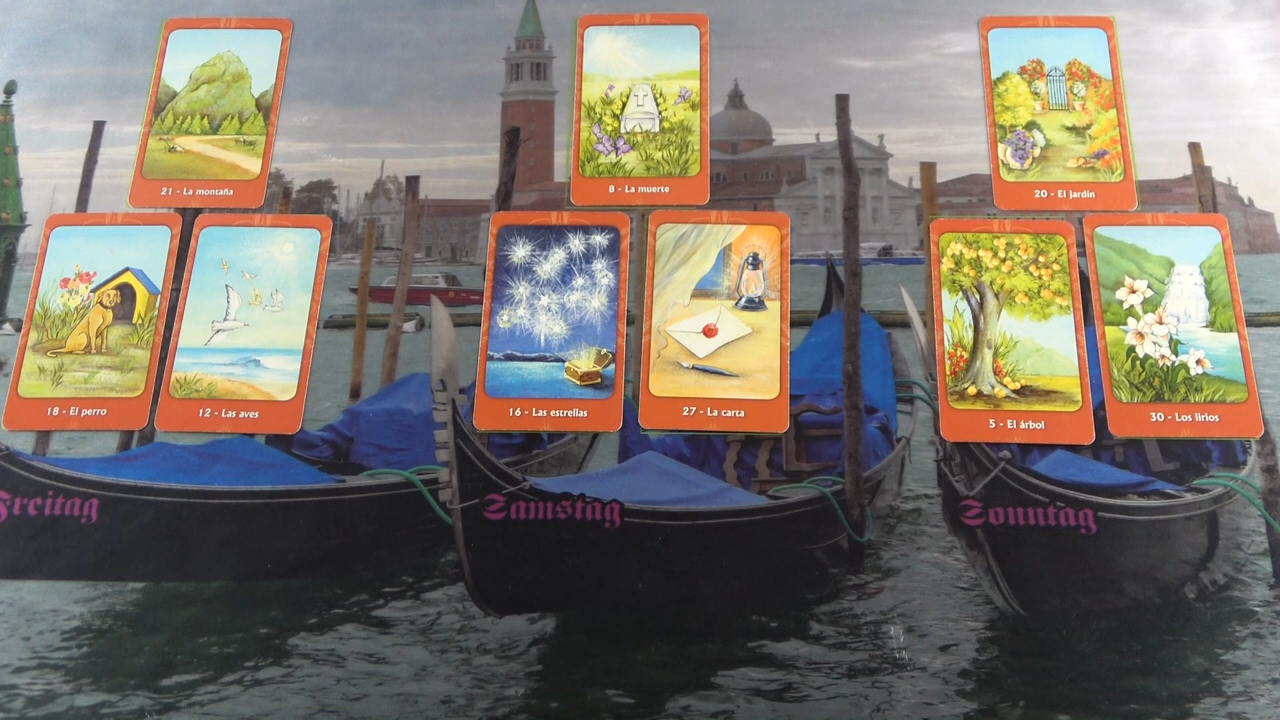 21 - La montaña
8 - La muerte
20 - El jardín
18 - El perro
12 - Las aves
16 - Las estrellas
27 - La carta
5 - El árbol
30 - Los lirios
Freitag
Samstag
Sonntag